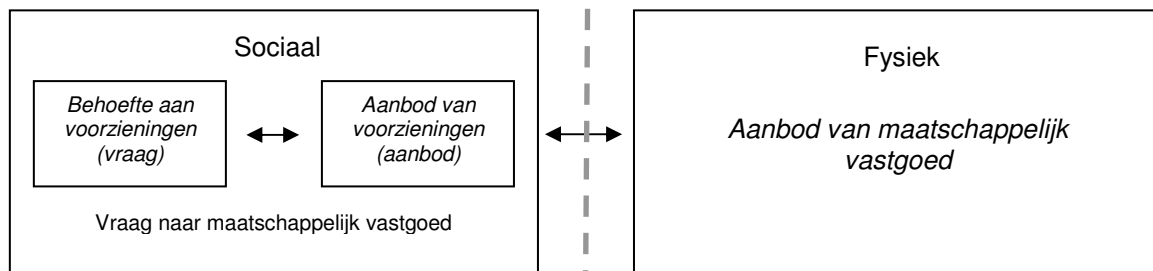 Sociaal
Behoefte aan
voorzieningen
(vraag)
Aanbod van
voorzieningen
(aanbod)
Vraag naar maatschappelijk vastgoed
Fysiek
Aanbod van maatschappelijk
vastgoed